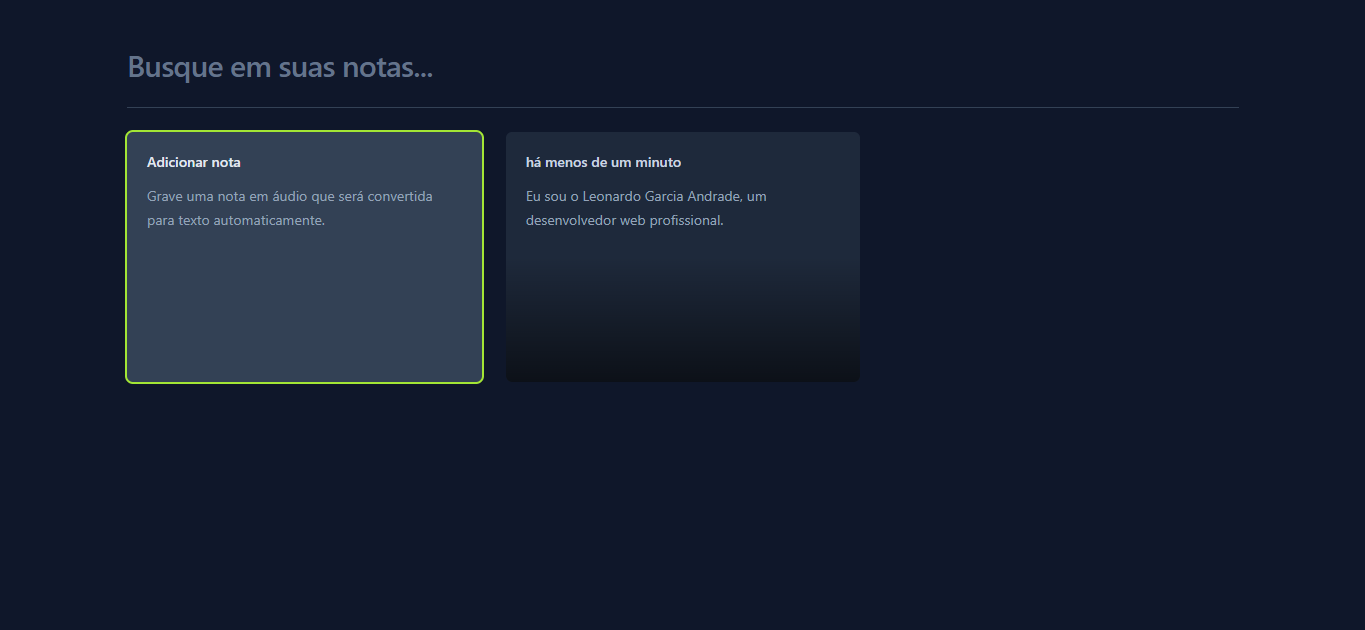 Busque em suas notas...
Adicionar nota
Grave uma nota em áudio que será convertida
para texto automaticamente.
há menos de um minuto
Eu sou o Leonardo Garcia Andrade, um
desenvolvedor web profissional.